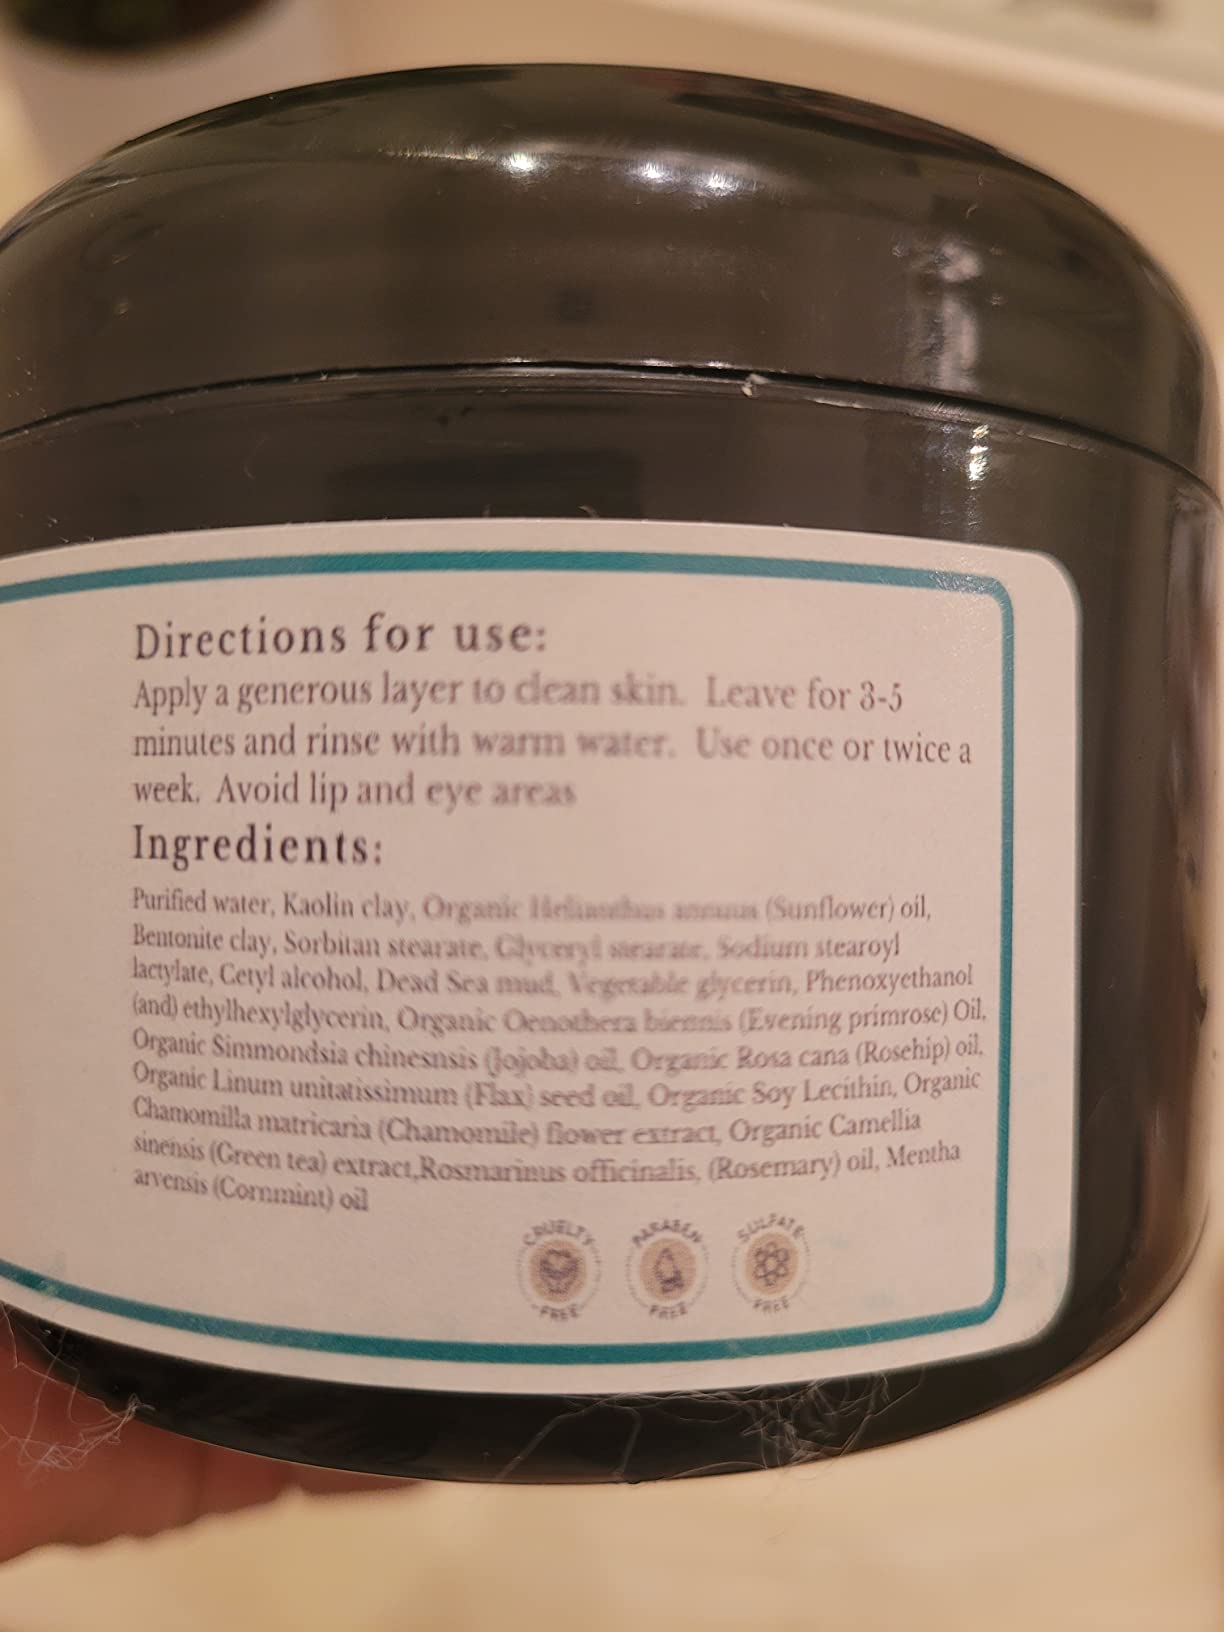 Directions for use:
Apply a generous layer to clean skin. Leave for 3-5
minutes and rinse with warm water. Use once or twice a
week. Avoid lip and eye areas
Ingredients:
Purified water, Kaolin clay, Organic Helianthus annuus (Sunflower) oil,
Bentonite clay, Sorbitan stearate, Glyceryl stearate, Sodium stearoyl
lactylate, Cetyl alcohol, Dead Sea mud, Vegetable glycerin, Phenoxyethanol
(and) ethylhexylglycerin, Organic Oenothera biennis (Evening primrose) Oil,
Organic Simmondsia chinesnsis (Jojoba) oil, Organic Rosa cana (Rosehip) oil,
Organic Linum unitatissimum (Flax) seed oil, Organic Soy Lecithin, Organic
Chamomilla matricaria (Chamomile) flower extract, Organic Camellia
sinensis (Green tea) extract,Rosmarinus officinalis, (Rosemary) oil, Mentha
arvensis (Cornmint) oil
CRUELTY FREE
PARABEN FREE
SULFATE FREE